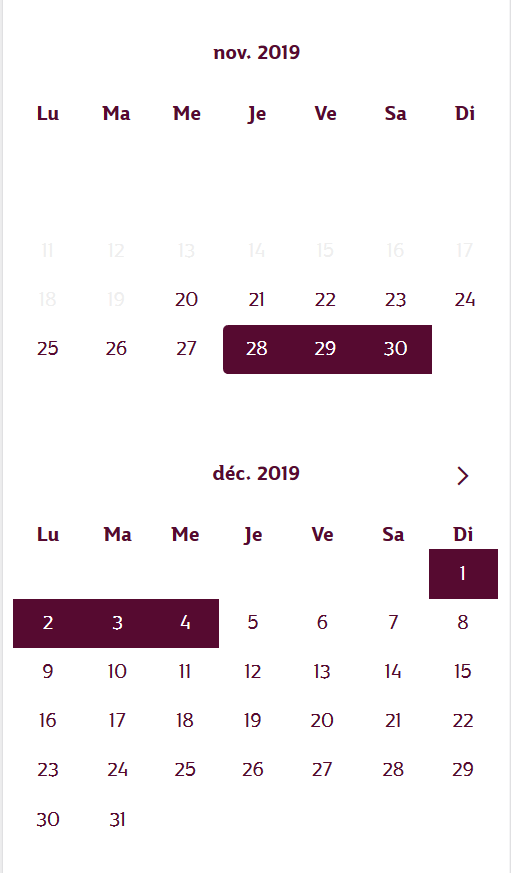 nov. 2019
Lu Ma Me Je Ve Sa Di
11 12 13 14 15 16 17
18 19 20 21 22 23 24
25 26 27 28 29 30
déc. 2019
Lu Ma Me Je Ve Sa Di
1
2 3 4 5 6 7 8
9 10 11 12 13 14 15
16 17 18 19 20 21 22
23 24 25 26 27 28 29
30 31